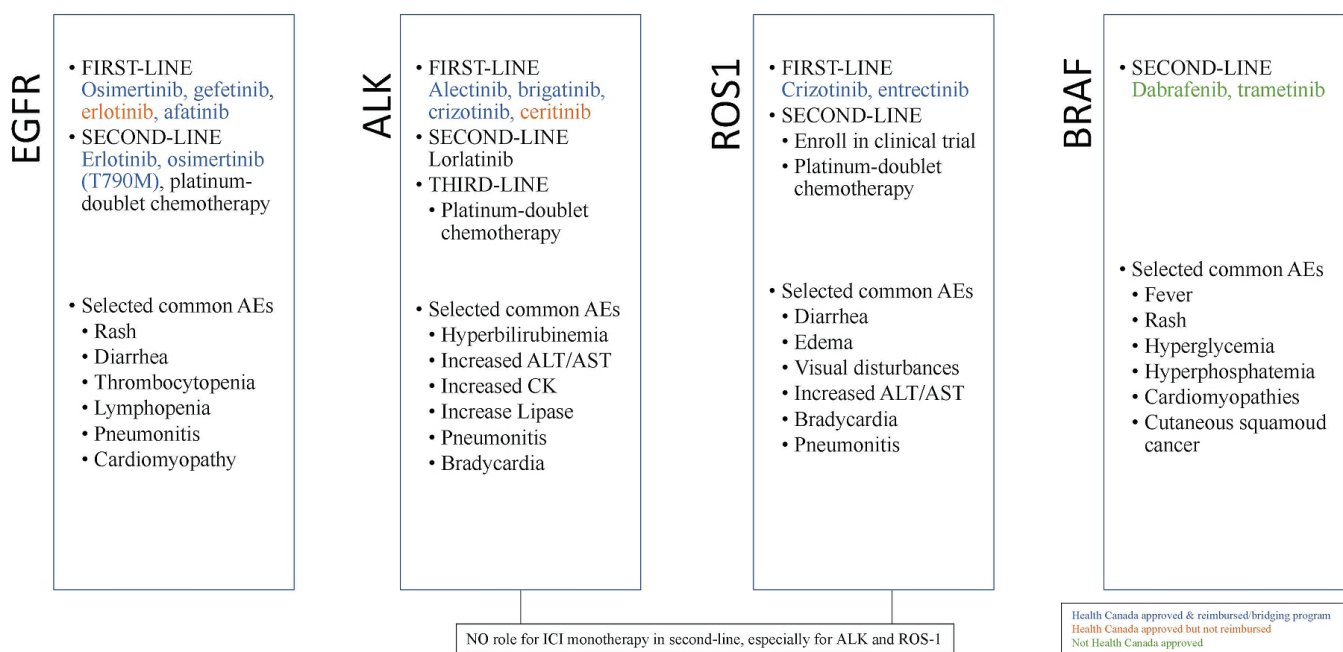 EGFR
• FIRST-LINE
Osimertinib, gefetinib,
erlotinib, afatinib
• SECOND-LINE
Erlotinib, osimertinib
(T790M), platinum-
doublet chemotherapy
• Selected common AEs
• Rash
• Diarrhea
• Thrombocytopenia
• Lymphopenia
• Pneumonitis
• Cardiomyopathy
ALK
• FIRST-LINE
Alectinib, brigatinib,
crizotinib, ceritinib
• SECOND-LINE
Lorlatinib
• THIRD-LINE
• Platinum-doublet
chemotherapy
• Selected common AEs
• Hyperbilirubinemia
• Increased ALT/AST
• Increased CK
• Increase Lipase
• Pneumonitis
• Bradycardia
ROS1
• FIRST-LINE
Crizotinib, entrectinib
• SECOND-LINE
• Enroll in clinical trial
• Platinum-doublet
chemotherapy
• Selected common AEs
• Diarrhea
• Edema
• Visual disturbances
• Increased ALT/AST
• Bradycardia
• Pneumonitis
BRAF
• SECOND-LINE
Dabrafenib, trametinib
• Selected common AEs
• Fever
• Rash
• Hyperglycemia
• Hyperphosphatemia
• Cardiomyopathies
• Cutaneous squamoud
cancer
NO role for ICI monotherapy in second-line, especially for ALK and ROS-1
Health Canada approved & reimbursed/bridging program
Health Canada approved but not reimbursed
Not Health Canada approved